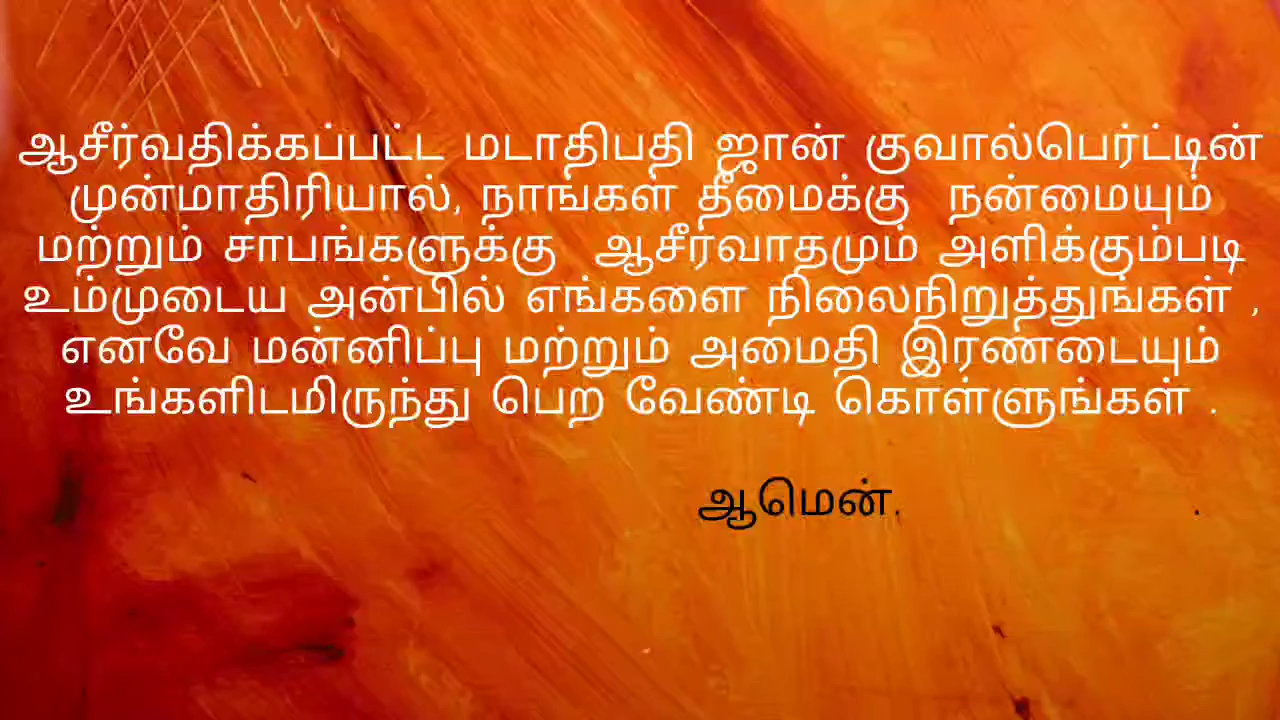 ஆசீர்வதிக்கப்பட்ட மடாதிபதி ஜான் குவால்பெர்ட்டின்
முன்மாதிரியால், நாங்கள் தீமைக்கு நன்மையும்
மற்றும் சாபங்களுக்கு ஆசீர்வாதமும் அளிக்கும்படி
உம்முடைய அன்பில் எங்களை நிலைநிறுத்துங்கள் ,
எனவே மன்னிப்பு மற்றும் அமைதி இரண்டையும்
உங்களிடமிருந்து பெற வேண்டி கொள்ளுங்கள் .
ஆமென். .